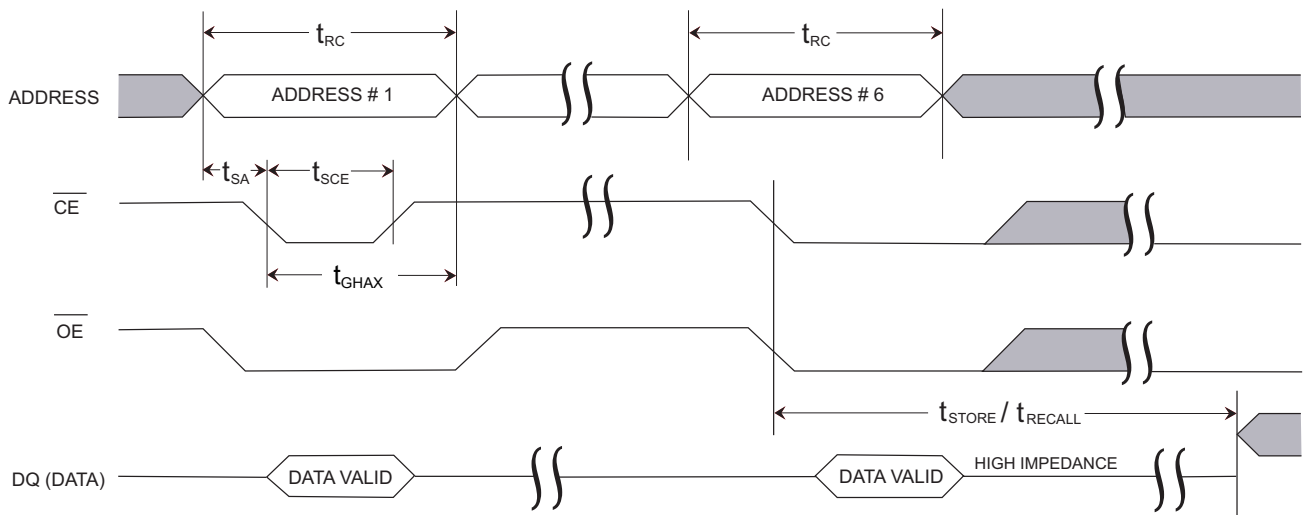 tRC tRC
ADDRESS ADDRESS # 1 ADDRESS # 6
tSA tSCE
CE
tGHAX
OE
tSTORE / tRECALL
DQ (DATA) DATA VALID DATA VALID HIGH IMPEDANCE